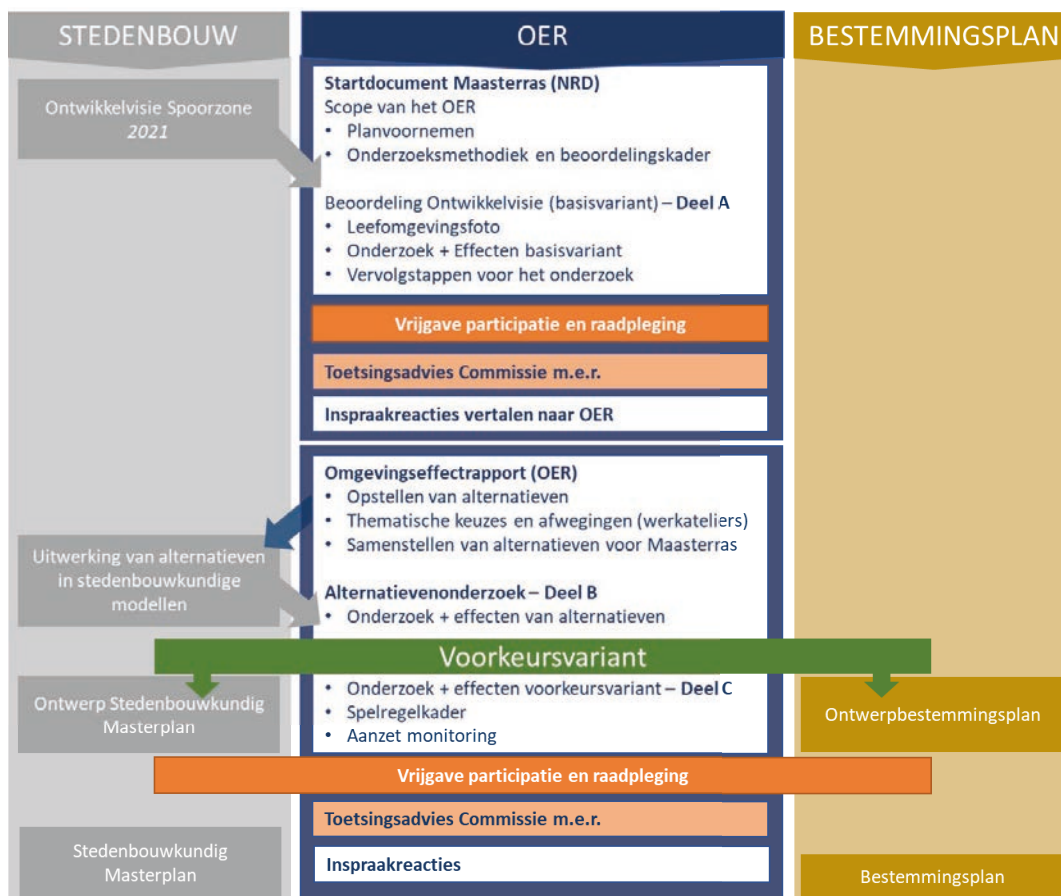 STEDENBOUW
OER
BESTEMMINGSPLAN
Ontwikkelvisie Spoorzone
2021
Startdocument Maasterras (NRD)
Scope van het OER
• Planvoornemen
• Onderzoeksmethodiek en beoordelingskader
Beoordeling Ontwikkelvisie (basisvariant) – Deel A
• Leefomgevingsfoto
• Onderzoek + Effecten basisvariant
• Vervolgstappen voor het onderzoek
Vrijgave participatie en raadpleging
Toetsingsadvies Commissie m.e.r.
Inspraakreacties vertalen naar OER
Omgevingseffectrapport (OER)
• Opstellen van alternatieven
• Thematische keuzes en afwegingen (werkateliers)
• Samenstellen van alternatieven voor Maasterras
Uitwerking van alternatieven
in stedenbouwkundige
modellen
Alternatievenonderzoek – Deel B
• Onderzoek + effecten van alternatieven
Voorkeursvariant
Ontwerp Stedenbouwkundig
Masterplan
• Onderzoek + effecten voorkeursvariant – Deel C
• Spelregelkader
• Aanzet monitoring
Ontwerpbestemmingsplan
Vrijgave participatie en raadpleging
Toetsingsadvies Commissie m.e.r.
Stedenbouwkundig
Masterplan
Inspraakreacties
Bestemmingsplan